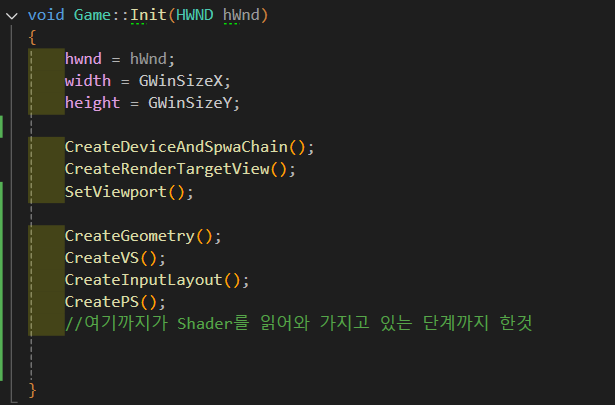 void Game::Init(HWND hWnd)
{
hwnd = hWnd;
width = GWinSizeX;
height = GWinSizeY;
CreateDeviceAndSpwaChain();
CreateRenderTargetView();
SetViewport();
CreateGeometry();
CreateVS();
CreateInputLayout();
CreatePS();
//여기까지가 Shader를 읽어와 가지고 있는 단계까지 한것
}